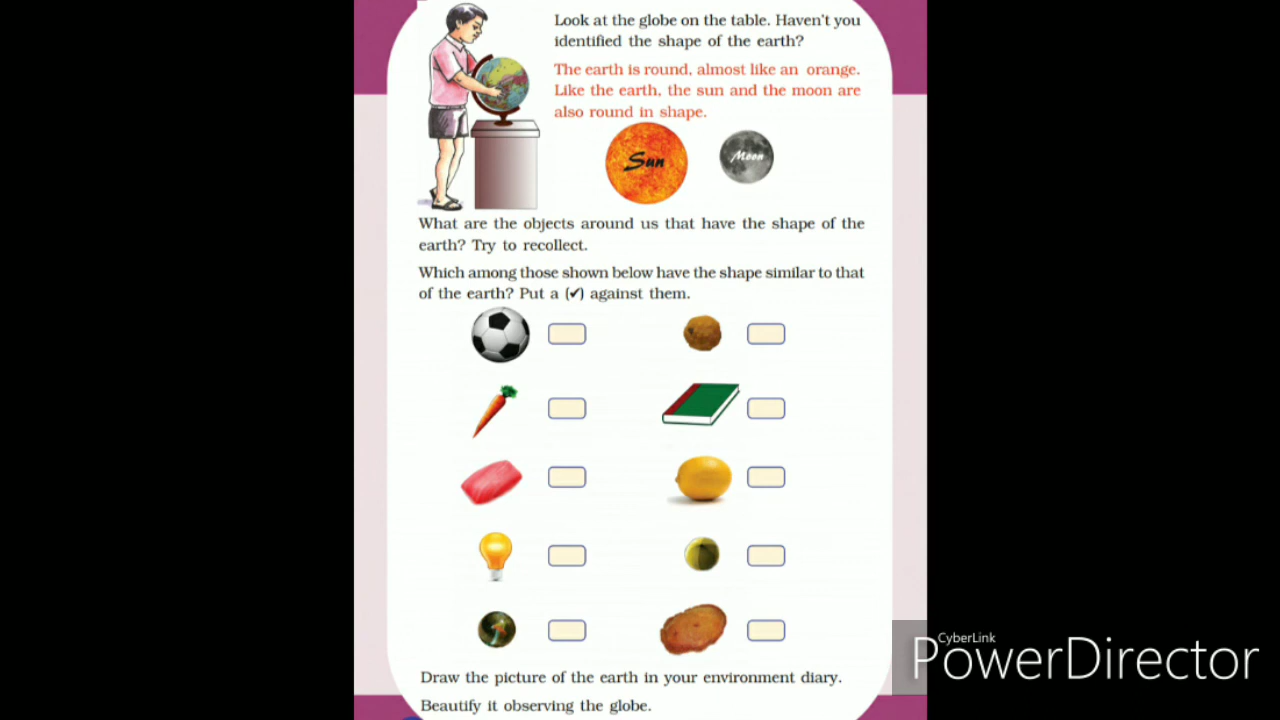 Look at the globe on the table. Haven't you
identified the shape of the earth?
The earth is round, almost like an orange.
Like the earth, the sun and the moon are
also round in shape.
Sun
Moon
What are the objects around us that have the shape of the
earth? Try to recollect.
Which among those shown below have the shape similar to that
of the earth? Put a (✔) against them.
Draw the picture of the earth in your environment diary.
Beautify it observing the globe.
CyberLink
PowerDirector